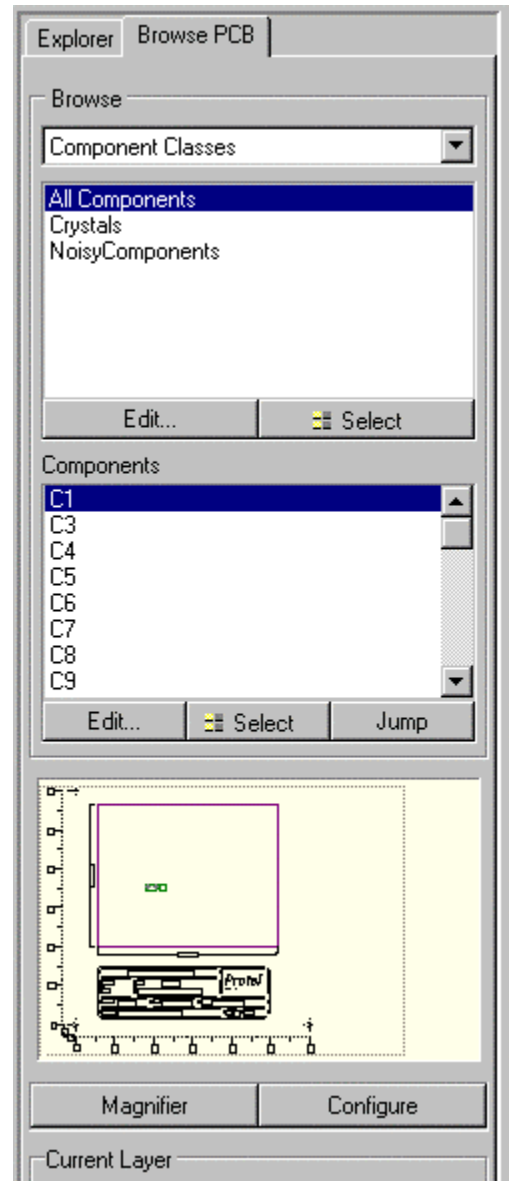 Explorer Browse PCB
Browse
Component Classes
All Components
Crystals
NoisyComponents
Edit... Select
Components
C1
C3
C4
C5
C6
C7
C8
C9
Edit... Select Jump
Protel
Magnifier Configure
Current Layer